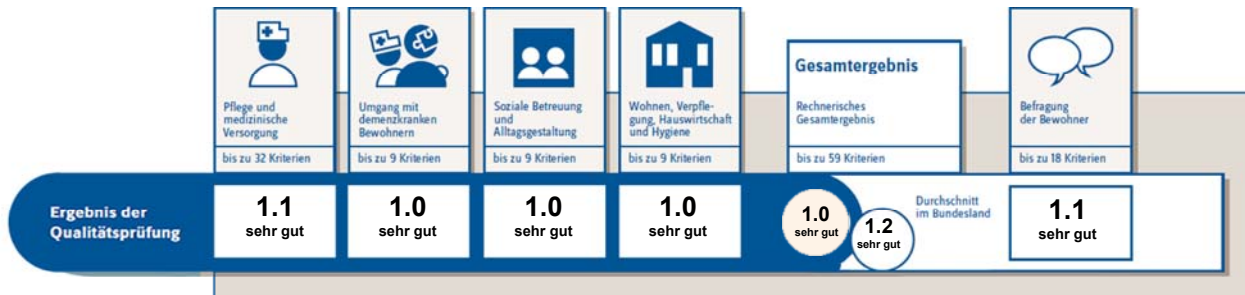 Pflege und
medizinische
Versorgung
bis zu 32 Kriterien
Umgang mit
demenzkranken
Bewohnern
bis zu 9 Kriterien
Soziale Betreuung
und
Alltagsgestaltung
bis zu 9 Kriterien
Wohnen, Verpfle-
gung, Hauswirtschaft
und Hygiene
bis zu 9 Kriterien
Gesamtergebnis
Rechnerisches
Gesamtergebnis
bis zu 59 Kriterien
Befragung
der Bewohner
bis zu 18 Kriterien
Ergebnis der
Qualitätsprüfung
1.1
sehr gut
1.0
sehr gut
1.0
sehr gut
1.0
sehr gut
1.0
sehr gut
1.2
sehr gut
Durchschnitt
im Bundesland
1.1
sehr gut